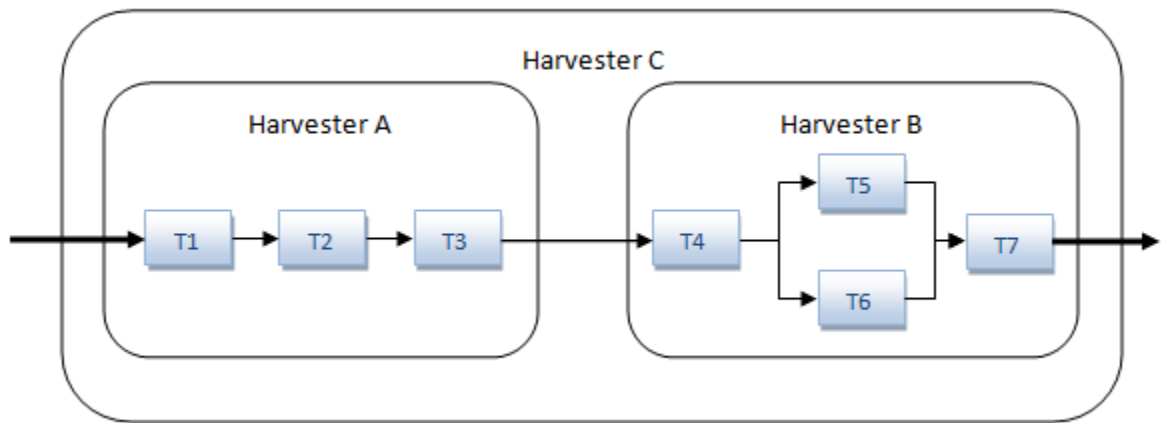 Harvester C
Harvester A
Harvester B
T1
T2
T3
T4
T5
T6
T7